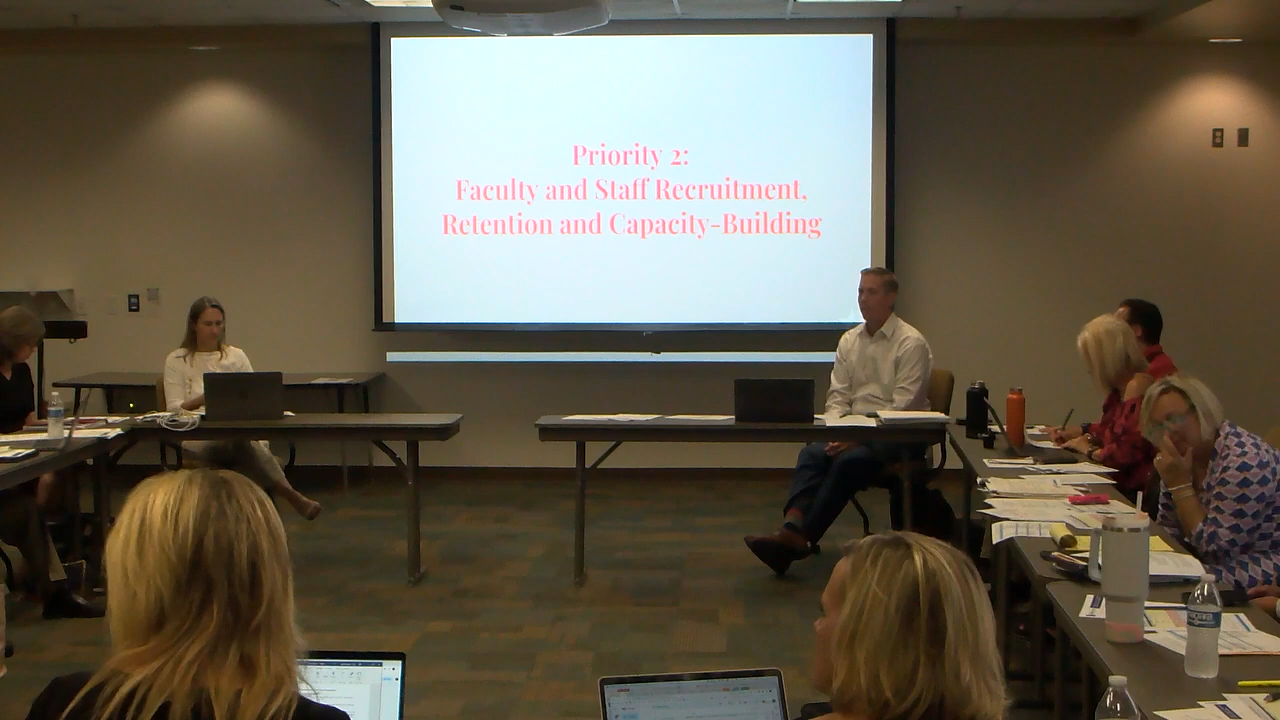 Priority 2:
Faculty and Staff Recruitment,
Retention and Capacity-Building